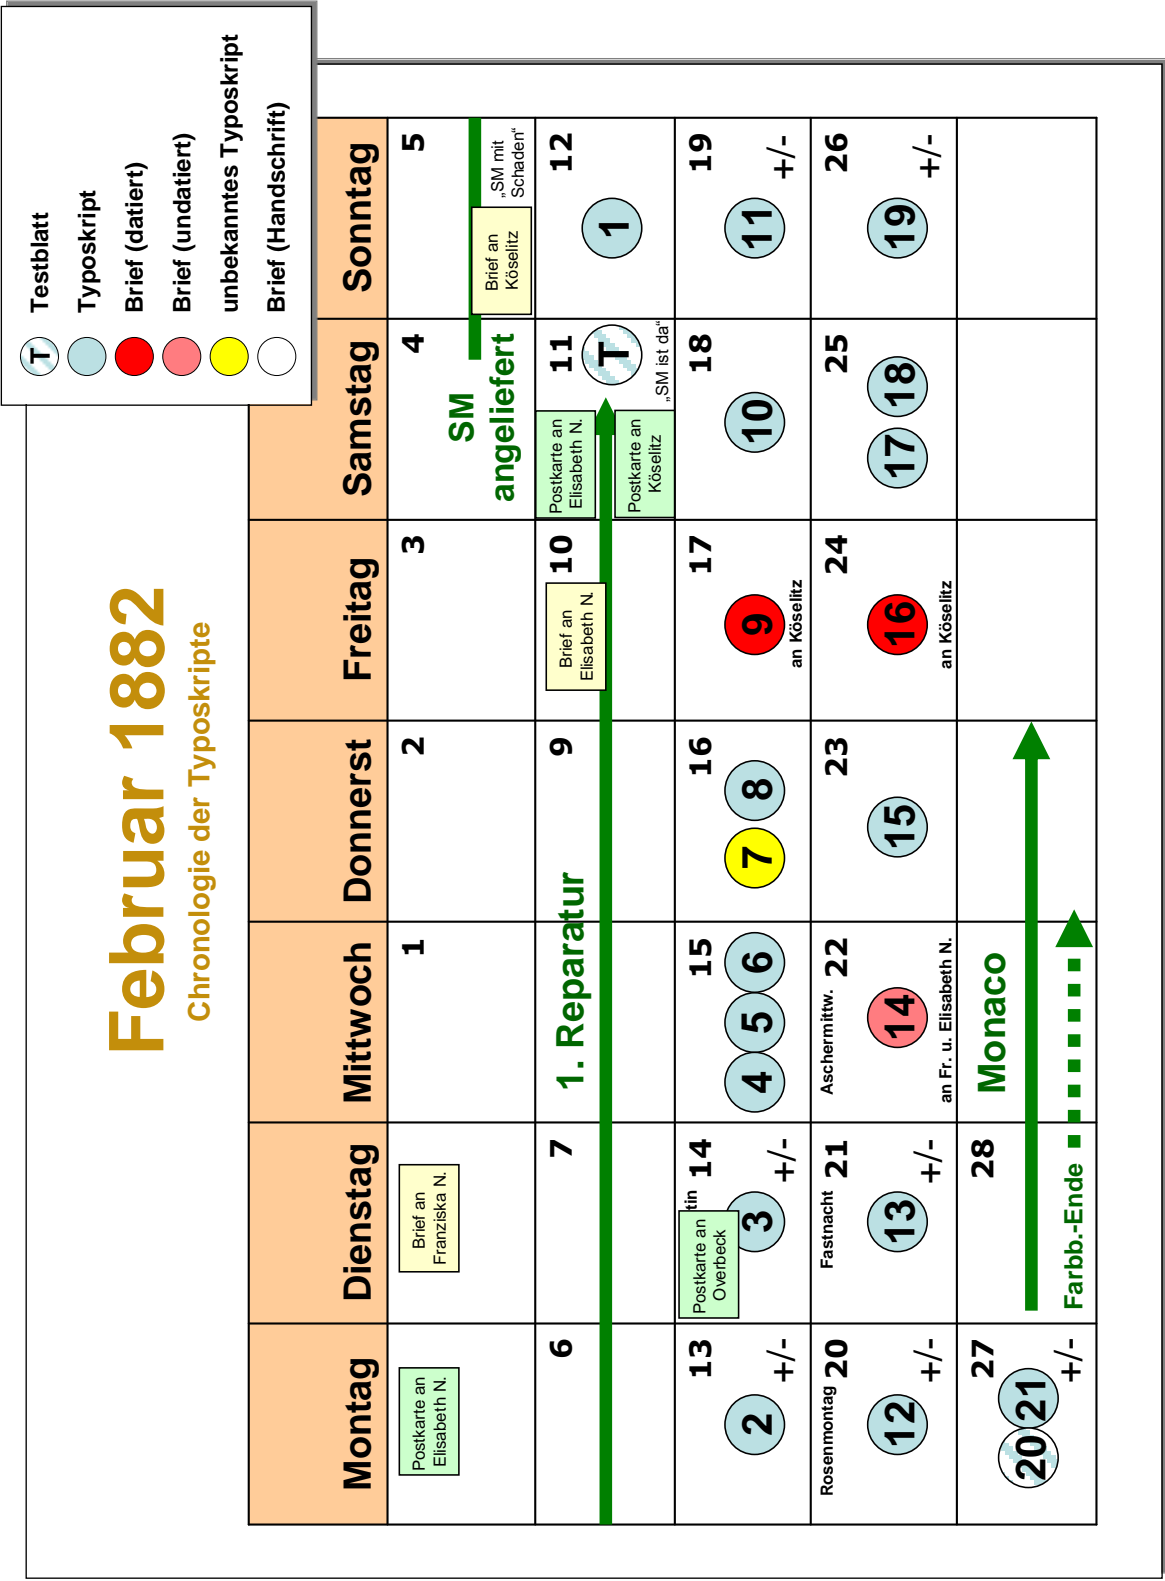 Februar 1882
Chronologie der Typoskripte
T Testblatt
Typoskript
Brief (datiert)
Brief (undatiert)
unbekanntes Typoskript
Brief (Handschrift)
Montag Dienstag Mittwoch Donnerst Freitag Samstag Sonntag
Postkarte an
Elisabeth N.
Brief an
Franziska N.
1
2
3
4
SM
angeliefert
5
Brief an
Köselitz
„SM mit
Schaden“
6
7
1. Reparatur
9
10
Brief an
Elisabeth N.
11
Postkarte an
Elisabeth N.
Postkarte an
Köselitz
T
„SM ist da“
12
1
13
2
+/-
tin 14
Postkarte an
Overbeck
3
+/-
15
4 5 6
16
7 8
17
9
an Köselitz
18
10
19
11
+/-
Rosenmontag 20
12
+/-
Fastnacht 21
13
+/-
Aschermittw. 22
14
an Fr. u. Elisabeth N.
23
15
24
16
an Köselitz
25
17 18
26
19
+/-
27
20 21
+/-
28
Monaco
Farbb.-Ende